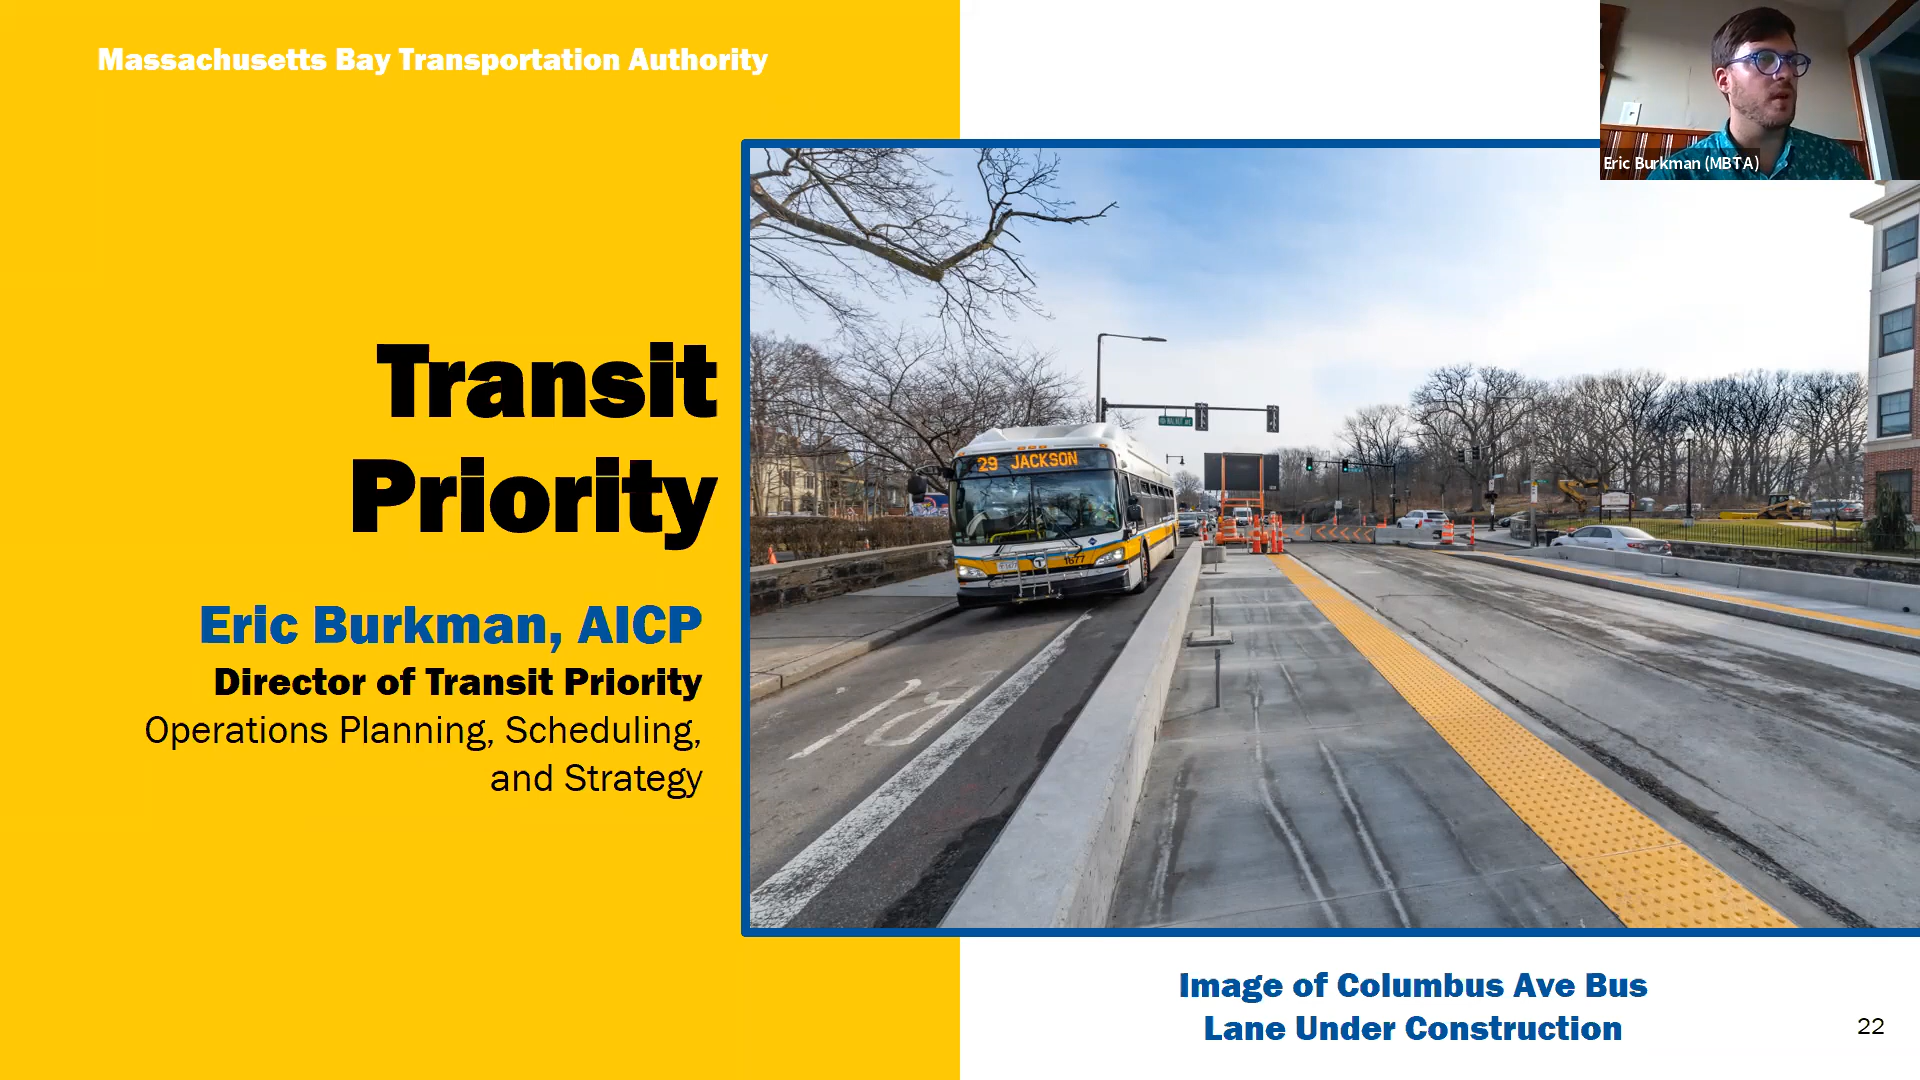 Massachusetts Bay Transportation Authority
Eric Burkman (MBTA)
Transit
Priority
Eric Burkman, AICP
Director of Transit Priority
Operations Planning, Scheduling,
and Strategy
29 JACKSON
1677
T
Image of Columbus Ave Bus
Lane Under Construction
22